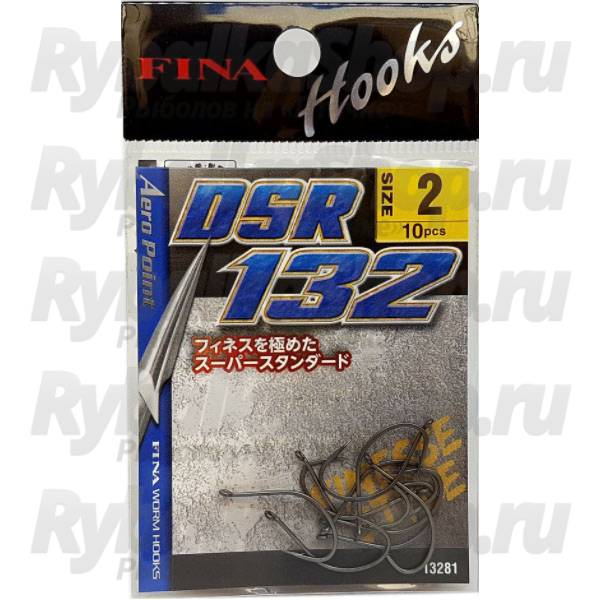 FINA Hooks
DSR
132
SIZE 2
10pcs
Aero Point
フィネスを極めた
スーパースタンダード
FINA WORM HOOKS
13281
RybalkaShop.ru